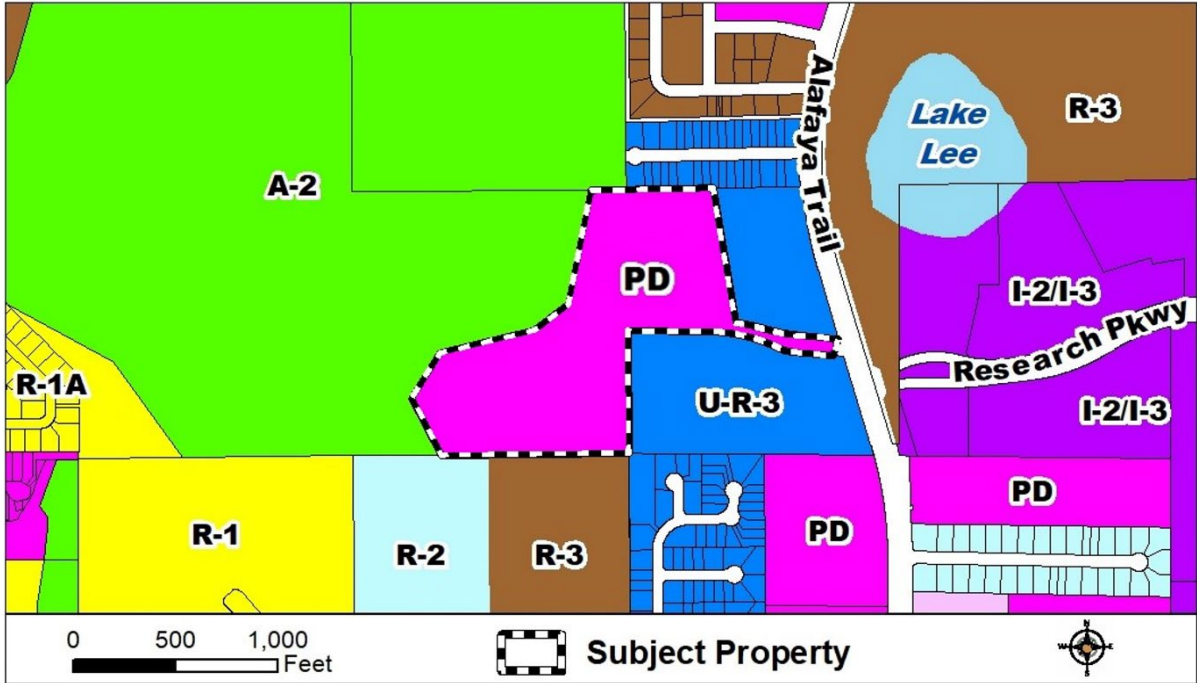 Alafaya Trail
Lake
Lee
R-3
A-2
PD
I-2/I-3
Research Pkwy
R-1A
U-R-3
I-2/I-3
PD
R-1
R-2
R-3
PD
0 500 1,000
Feet
Subject Property
N
W E
S